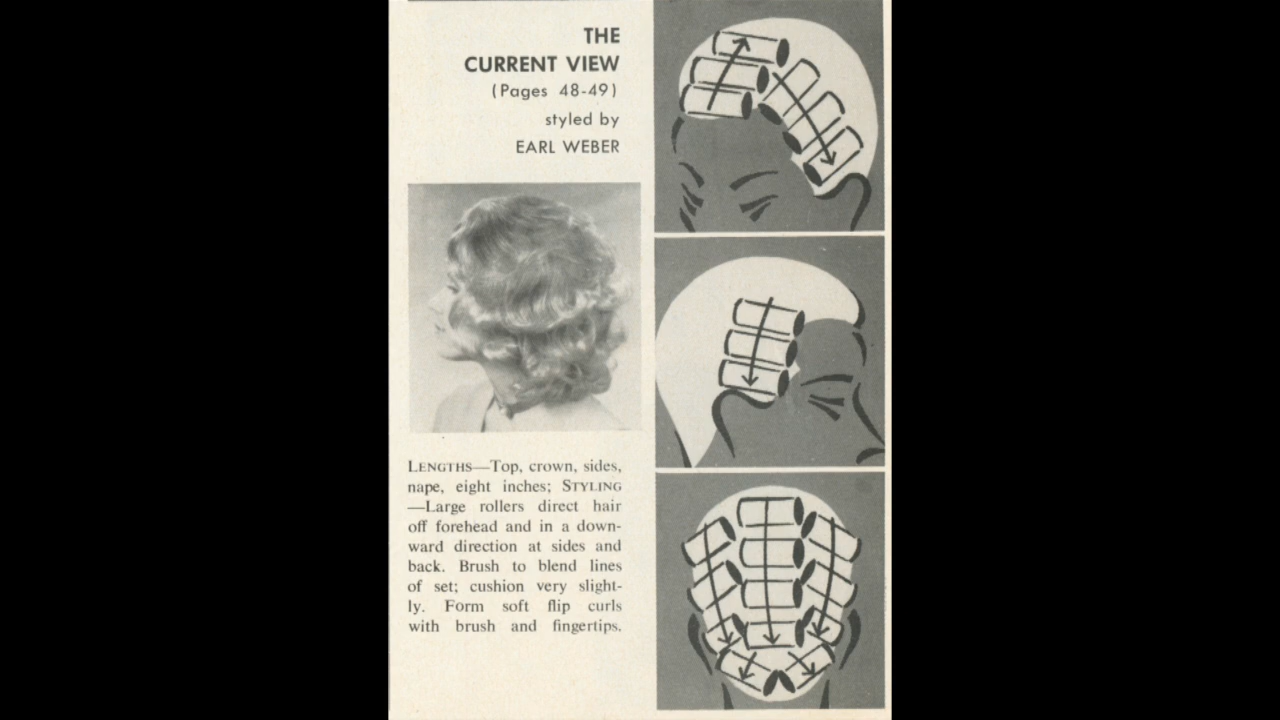 THE
CURRENT VIEW
(Pages 48-49)
styled by
EARL WEBER
LENGTHS—Top, crown, sides,
nape, eight inches; STYLING
—Large rollers direct hair
off forehead and in a down-
ward direction at sides and
back. Brush to blend lines
of set; cushion very slight-
ly. Form soft flip curls
with brush and fingertips.